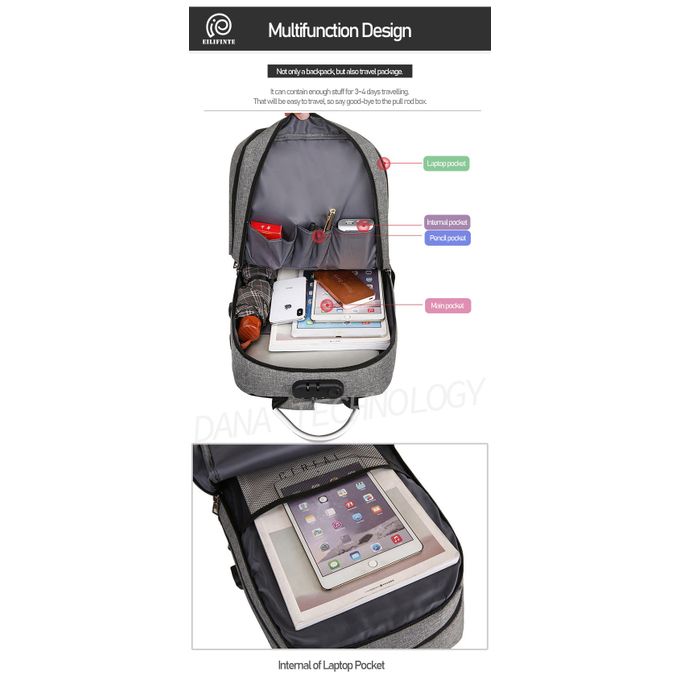 EILIFINTE
Multifunction Design
Not only a backpack, but also travel package.
It can contain enough stuff for 3-4 days travelling.
That will be easy to travel, so say good-bye to the pull rod box.
Laptop pocket
Internal pocket
Pencil pocket
Main pocket
DANA TECHNOLOGY
CEREAL
Internal of Laptop Pocket